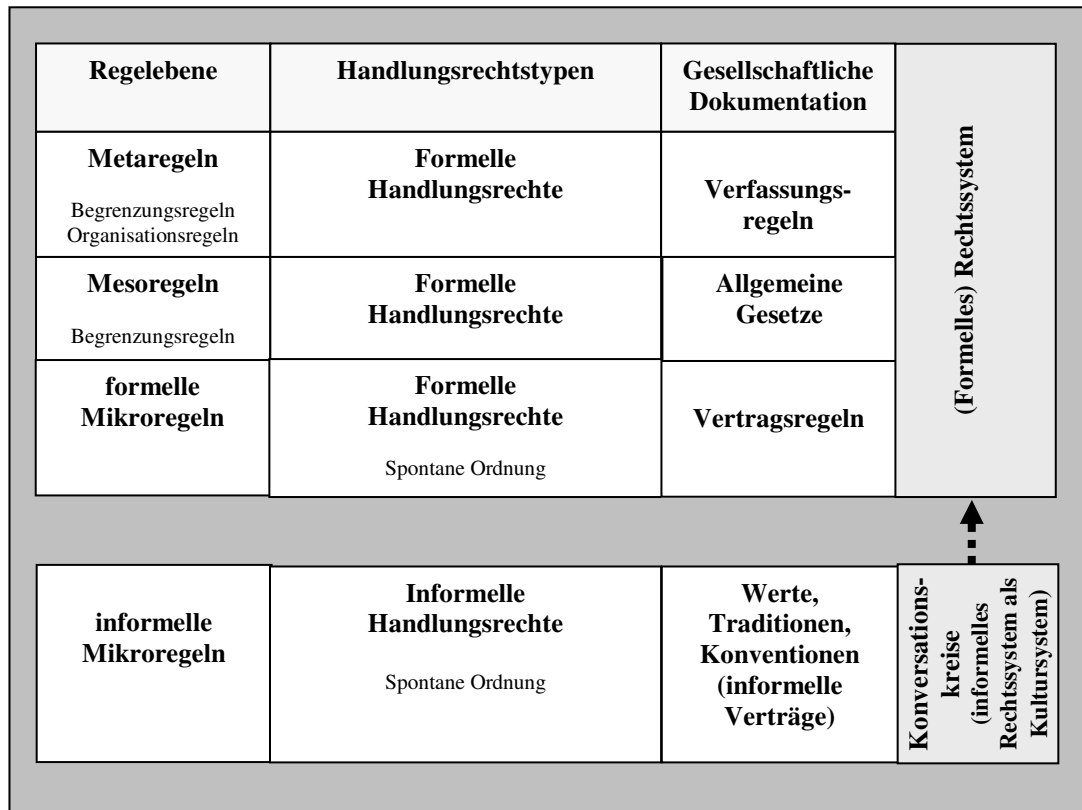 Regelebene
Handlungsrechtstypen
Gesellschaftliche
Dokumentation
Metaregeln
Begrenzungsregeln
Organisationsregeln
Formelle
Handlungsrechte
Verfassungs-
regeln
Mesoregeln
Begrenzungsregeln
Formelle
Handlungsrechte
Allgemeine
Gesetze
formelle
Mikroregeln
Formelle
Handlungsrechte
Spontane Ordnung
Vertragsregeln
(Formelles) Rechtssystem
informelle
Mikroregeln
Informelle
Handlungsrechte
Spontane Ordnung
Werte,
Traditionen,
Konventionen
(informelle
Verträge)
Konversations-
kreise
(informelles
Rechtssystem als
Kultursystem)